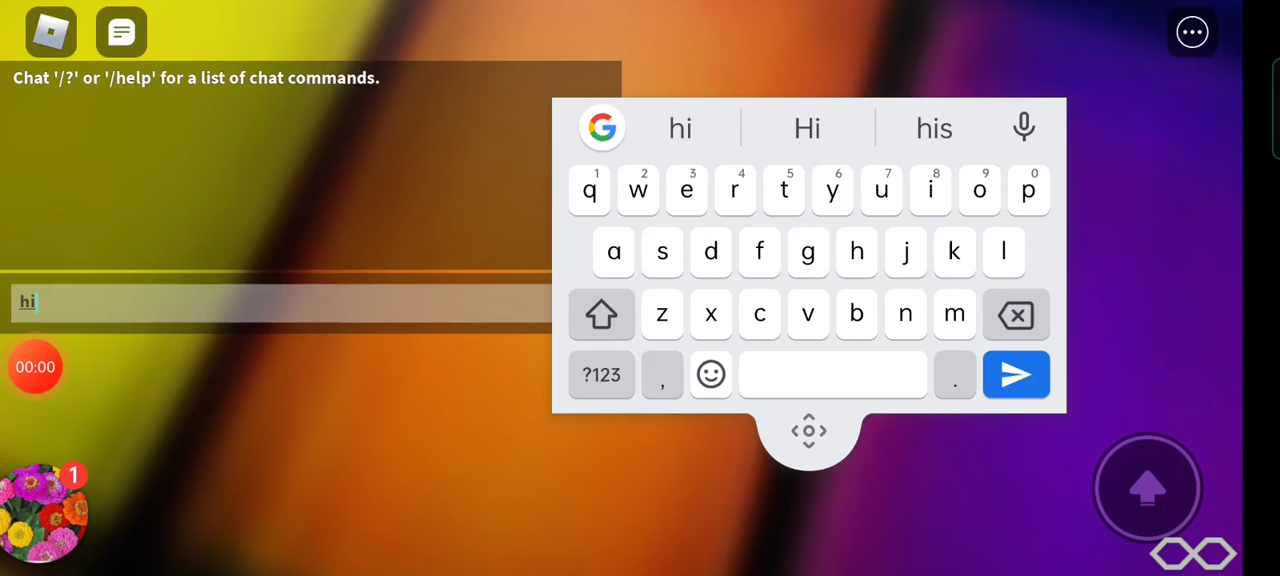 Chat '/?' or '/help' for a list of chat commands.
hi Hi his
1 2 3 4 5 6 7 8 9 0
q w e r t y u i o p
a s d f g h j k l
hi
z x c v b n m
00:00
?123 , .
1